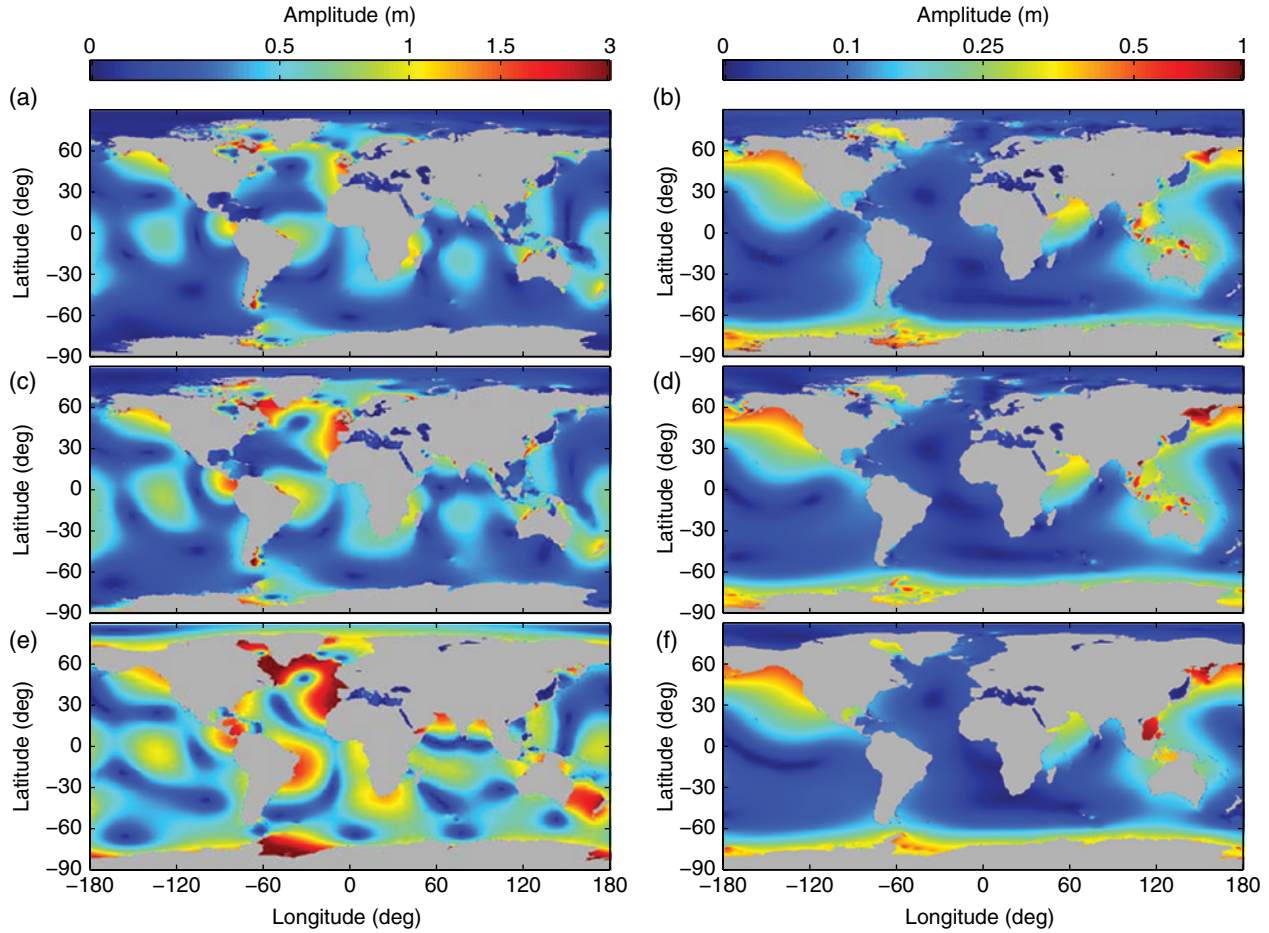 Amplitude (m) Amplitude (m)
0 0.5 1 1.5 3 0 0.1 0.25 0.5 1
(a) (b)
60 60
30 30
0 0
−30 −30
−60 −60
−90 −90
Latitude (deg) Latitude (deg)
(c) (d)
60 60
30 30
0 0
−30 −30
−60 −60
−90 −90
Latitude (deg) Latitude (deg)
(e) (f)
60 60
30 30
0 0
−30 −30
−60 −60
−90 −90
Latitude (deg) Latitude (deg)
−180 −120 −60 0 60 120 −180 −120 −60 0 60 120 180
Longitude (deg) Longitude (deg)